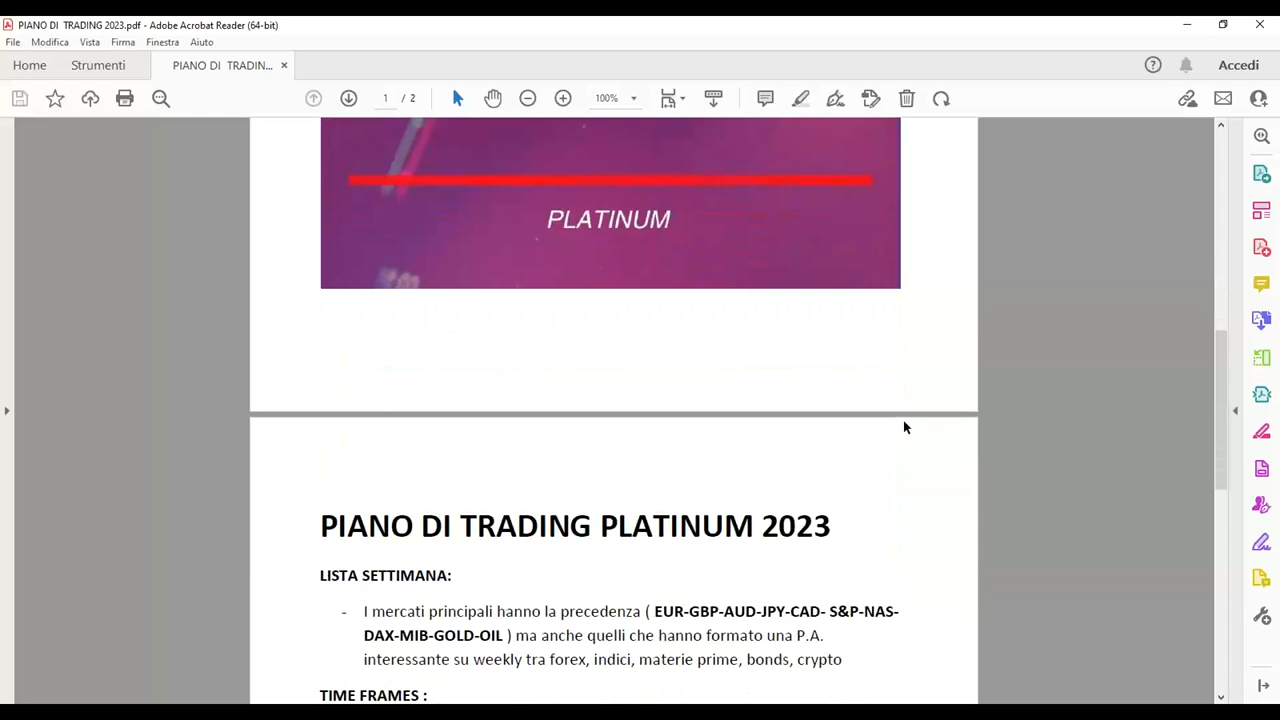 PIANO DI  TRADING 2023.pdf - Adobe Acrobat Reader (64-bit)
File Modifica Vista Firma Finestra Aiuto
Home Strumenti PIANO DI TRADIN... × Accedi
1 / 2 100%
PLATINUM
PIANO DI TRADING PLATINUM 2023
LISTA SETTIMANA:
- I mercati principali hanno la precedenza ( EUR-GBP-AUD-JPY-CAD- S&P-NAS-
DAX-MIB-GOLD-OIL ) ma anche quelli che hanno formato una P.A.
interessante su weekly tra forex, indici, materie prime, bonds, crypto
TIME FRAMES :